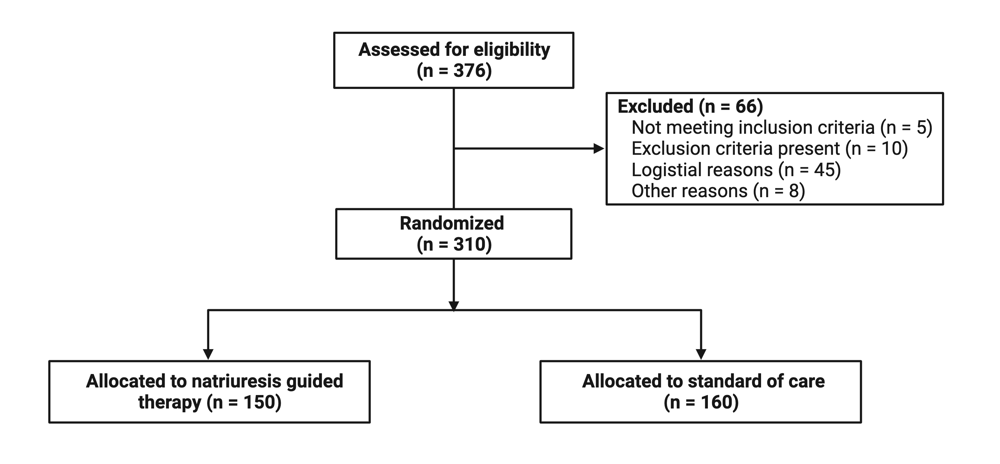 Assessed for eligibility
(n = 376)
Excluded (n = 66)
Not meeting inclusion criteria (n = 5)
Exclusion criteria present (n = 10)
Logistial reasons (n = 45)
Other reasons (n = 8)
Randomized
(n = 310)
Allocated to natriuresis guided
therapy (n = 150)
Allocated to standard of care
(n = 160)